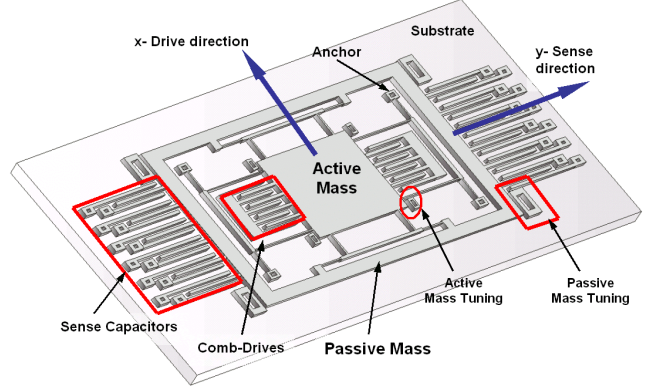 x- Drive direction
Anchor
Substrate
y- Sense
direction
Active
Mass
Sense Capacitors
Comb-Drives
Passive Mass
Active
Mass Tuning
Passive
Mass Tuning